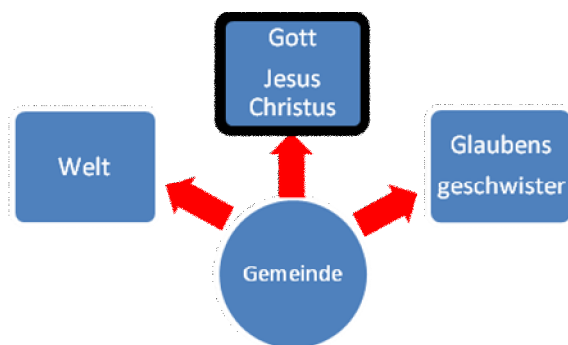 Gott
Jesus
Christus
Welt
Glaubens
geschwister
Gemeinde